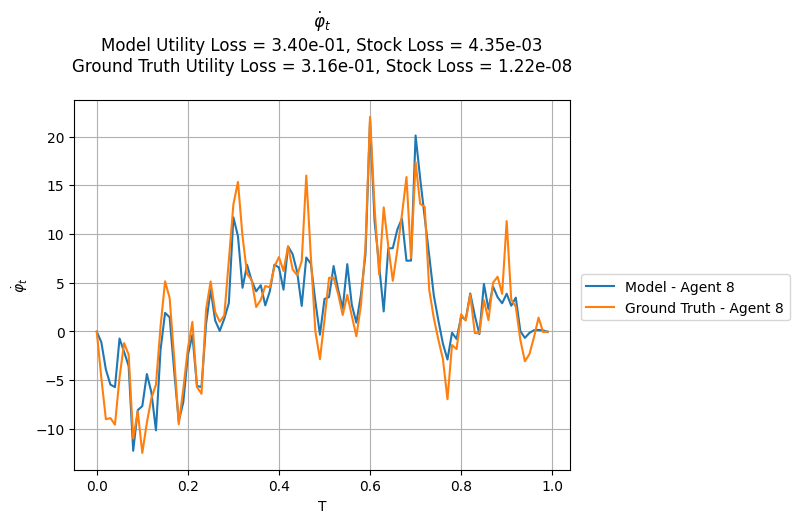 φ̇ₜ
Model Utility Loss = 3.40e-01, Stock Loss = 4.35e-03
Ground Truth Utility Loss = 3.16e-01, Stock Loss = 1.22e-08
φ̇ₜ
20
15
10
5
0
−5
−10
0.0 0.2 0.4 0.6 0.8 1.0
T
Model - Agent 8
Ground Truth - Agent 8